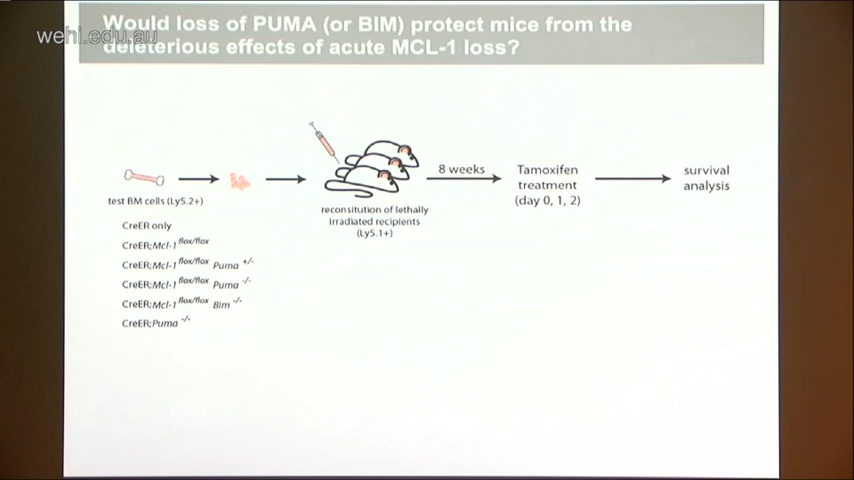 Would loss of PUMA (or BIM) protect mice from the
deleterious effects of acute MCL-1 loss?
wehi.edu.au
8 weeks
Tamoxifen
treatment
(day 0, 1, 2)
survival
analysis
test BM cells (Ly5.2+)
reconsitution of lethally
irradiated recipients
(Ly5.1+)
CreER only
CreER;Mcl-1 flox/flox
CreER;Mcl-1 flox/flox Puma +/-
CreER;Mcl-1 flox/flox Puma -/-
CreER;Mcl-1 flox/flox Bim -/-
CreER;Puma -/-